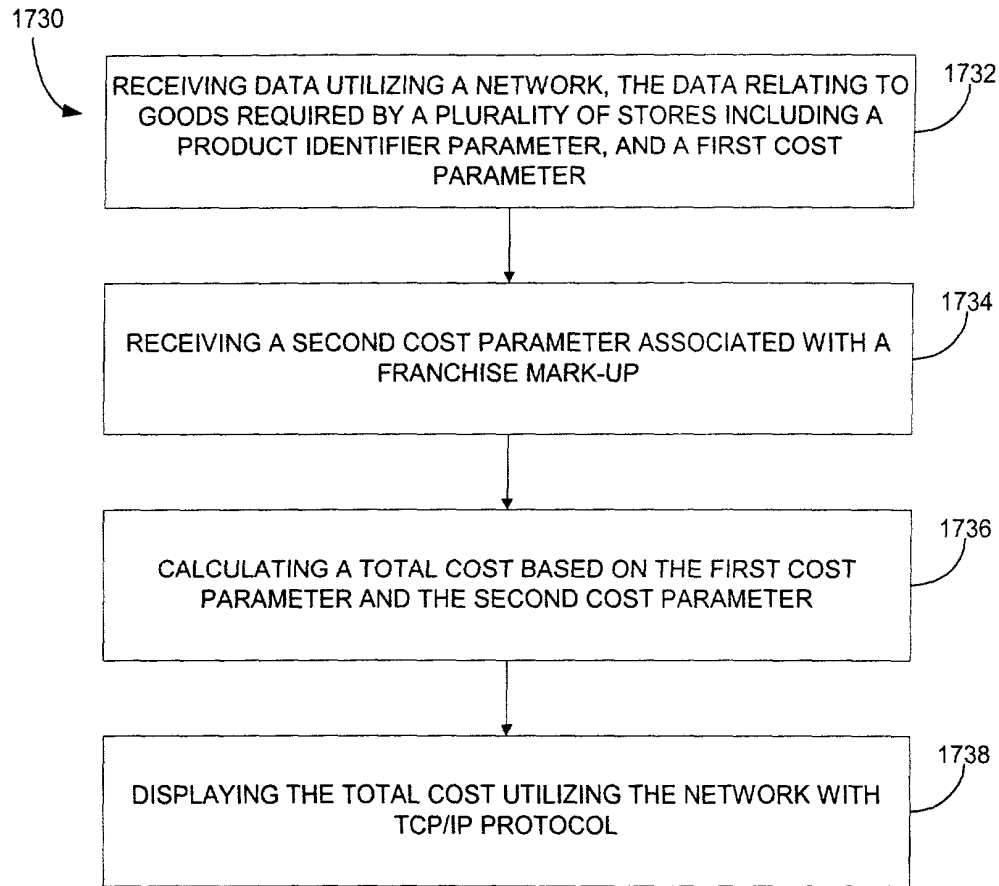 1730
RECEIVING DATA UTILIZING A NETWORK, THE DATA RELATING TO
GOODS REQUIRED BY A PLURALITY OF STORES INCLUDING A
PRODUCT IDENTIFIER PARAMETER, AND A FIRST COST
PARAMETER
1732
RECEIVING A SECOND COST PARAMETER ASSOCIATED WITH A
FRANCHISE MARK-UP
1734
CALCULATING A TOTAL COST BASED ON THE FIRST COST
PARAMETER AND THE SECOND COST PARAMETER
1736
DISPLAYING THE TOTAL COST UTILIZING THE NETWORK WITH
TCP/IP PROTOCOL
1738